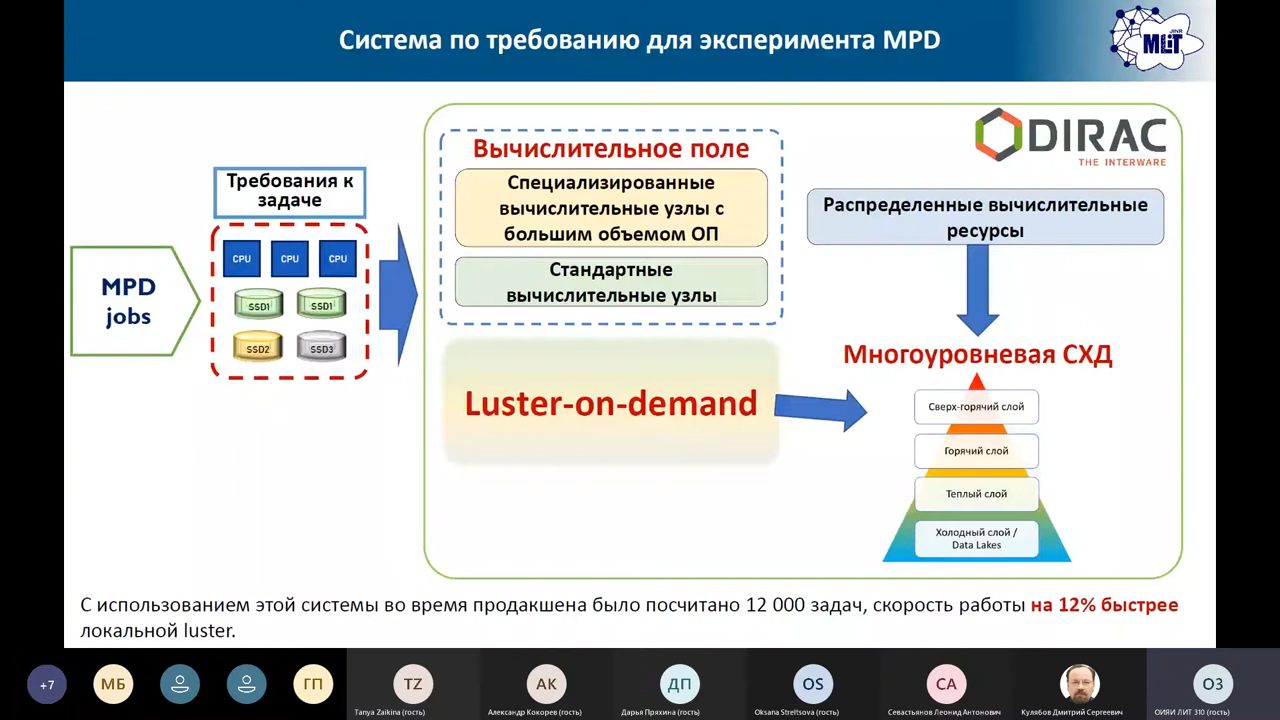 Система по требованию для эксперимента MPD
JINR
MLIT
DIRAC
THE INTERWARE
Вычислительное поле
Требования к
задаче
Специализированные
вычислительные узлы с
большим объемом ОП
Распределенные вычислительные
ресурсы
CPU
CPU
CPU
Стандартные
вычислительные узлы
MPD
jobs
SSD1
SSD1
SSD2
SSD3
Многоуровневая СХД
Luster-on-demand
Сверх-горячий слой
Горячий слой
Теплый слой
Холодный слой /
Data Lakes
С использованием этой системы во время продакшена было посчитано 12 000 задач, скорость работы на 12% быстрее
локальной luster.
+7
МБ
ГП
TZ
АК
ДП
OS
СА
ОЗ
Tanya Zaikina (гость)
Александр Кокорев (гость)
Дарья Пряхина (гость)
Oksana Streltsova (гость)
Севастьянов Леонид Антонович
Кулябов Дмитрий Сергеевич
ОИЯИ ЛИТ 310 (гость)